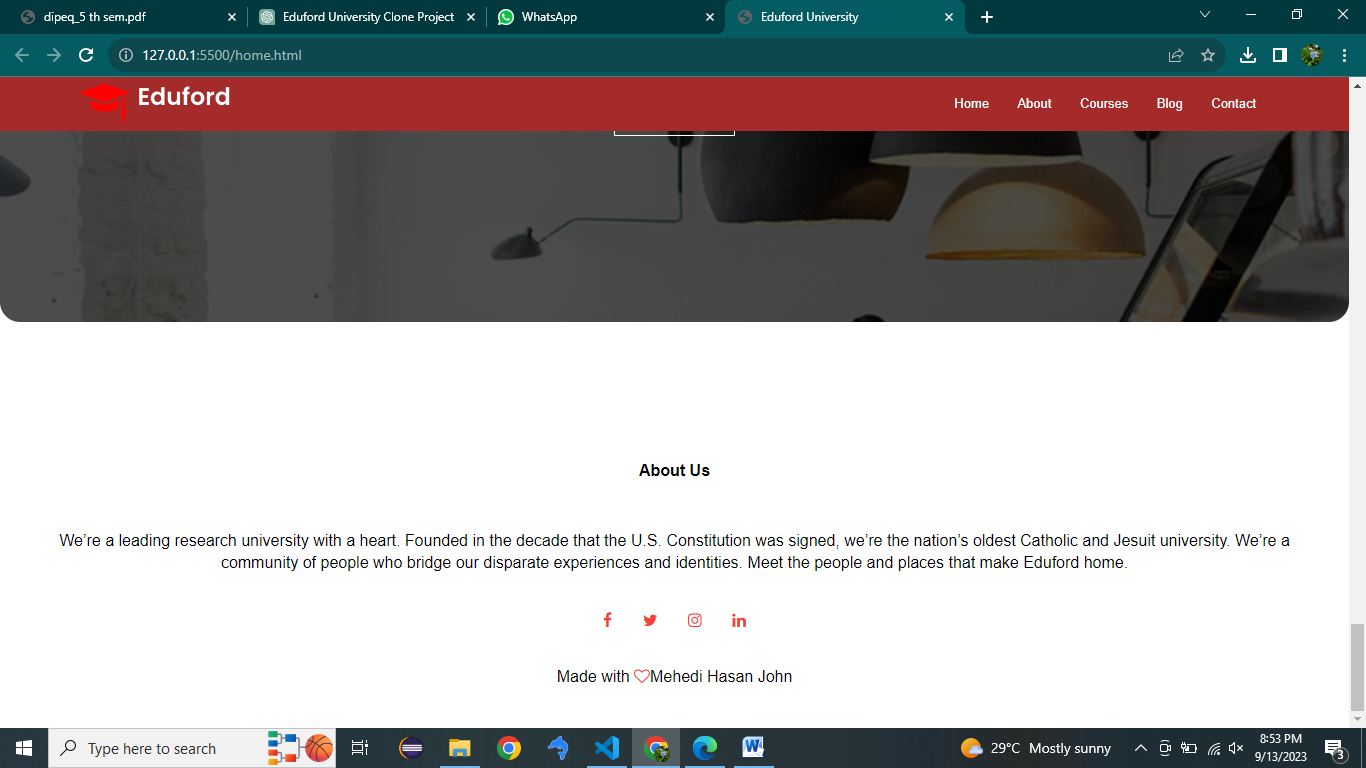 dipeq_5 th sem.pdf
Eduford University Clone Project
WhatsApp
Eduford University
127.0.0.1:5500/home.html
Eduford
Home About Courses Blog Contact
About Us
We’re a leading research university with a heart. Founded in the decade that the U.S. Constitution was signed, we’re the nation’s oldest Catholic and Jesuit university. We’re a
community of people who bridge our disparate experiences and identities. Meet the people and places that make Eduford home.
Made with Mehedi Hasan John
Type here to search
29°C Mostly sunny
8:53 PM
9/13/2023
3